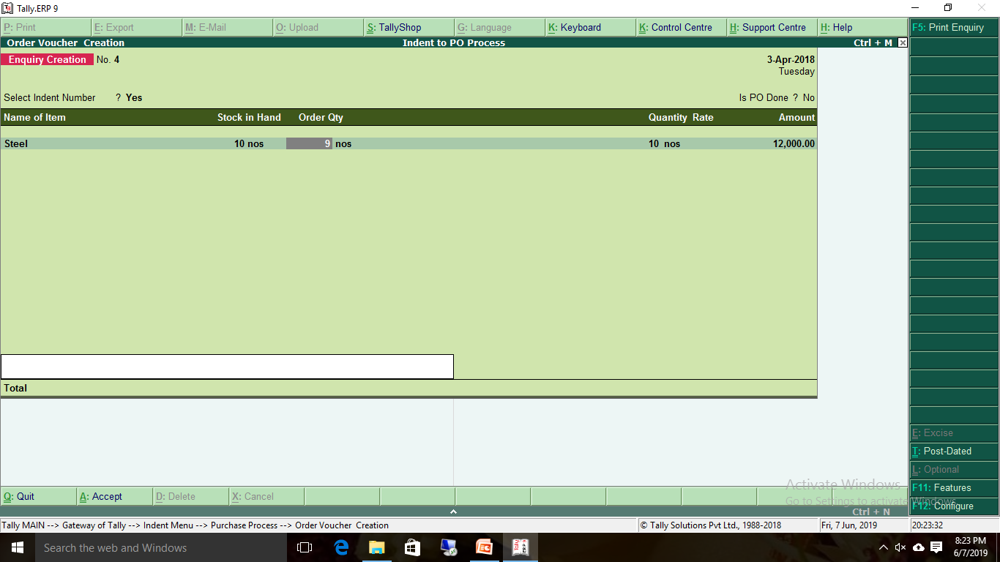 Tally.ERP 9
P: Print E: Export M: E-Mail O: Upload S: TallyShop G: Language K: Keyboard K: Control Centre H: Support Centre H: Help F5: Print Enquiry
Order Voucher Creation Indent to PO Process Ctrl + M
Enquiry Creation No. 4 3-Apr-2018
Tuesday
Select Indent Number ? Yes Is PO Done ? No
Name of Item Stock in Hand Order Qty Quantity Rate Amount
Steel 10 nos 9 nos 10 nos 12,000.00
Total
E: Excise
T: Post-Dated
L: Optional
Activate Windows
F11: Features
Q: Quit A: Accept D: Delete X: Cancel
Go to Settings to activate Windows.
F12: Configure
Ctrl + N
Tally MAIN --> Gateway of Tally --> Indent Menu --> Purchase Process --> Order Voucher Creation © Tally Solutions Pvt Ltd., 1988-2018 Fri, 7 Jun, 2019 20:23:32
Search the web and Windows 8:23 PM
6/7/2019